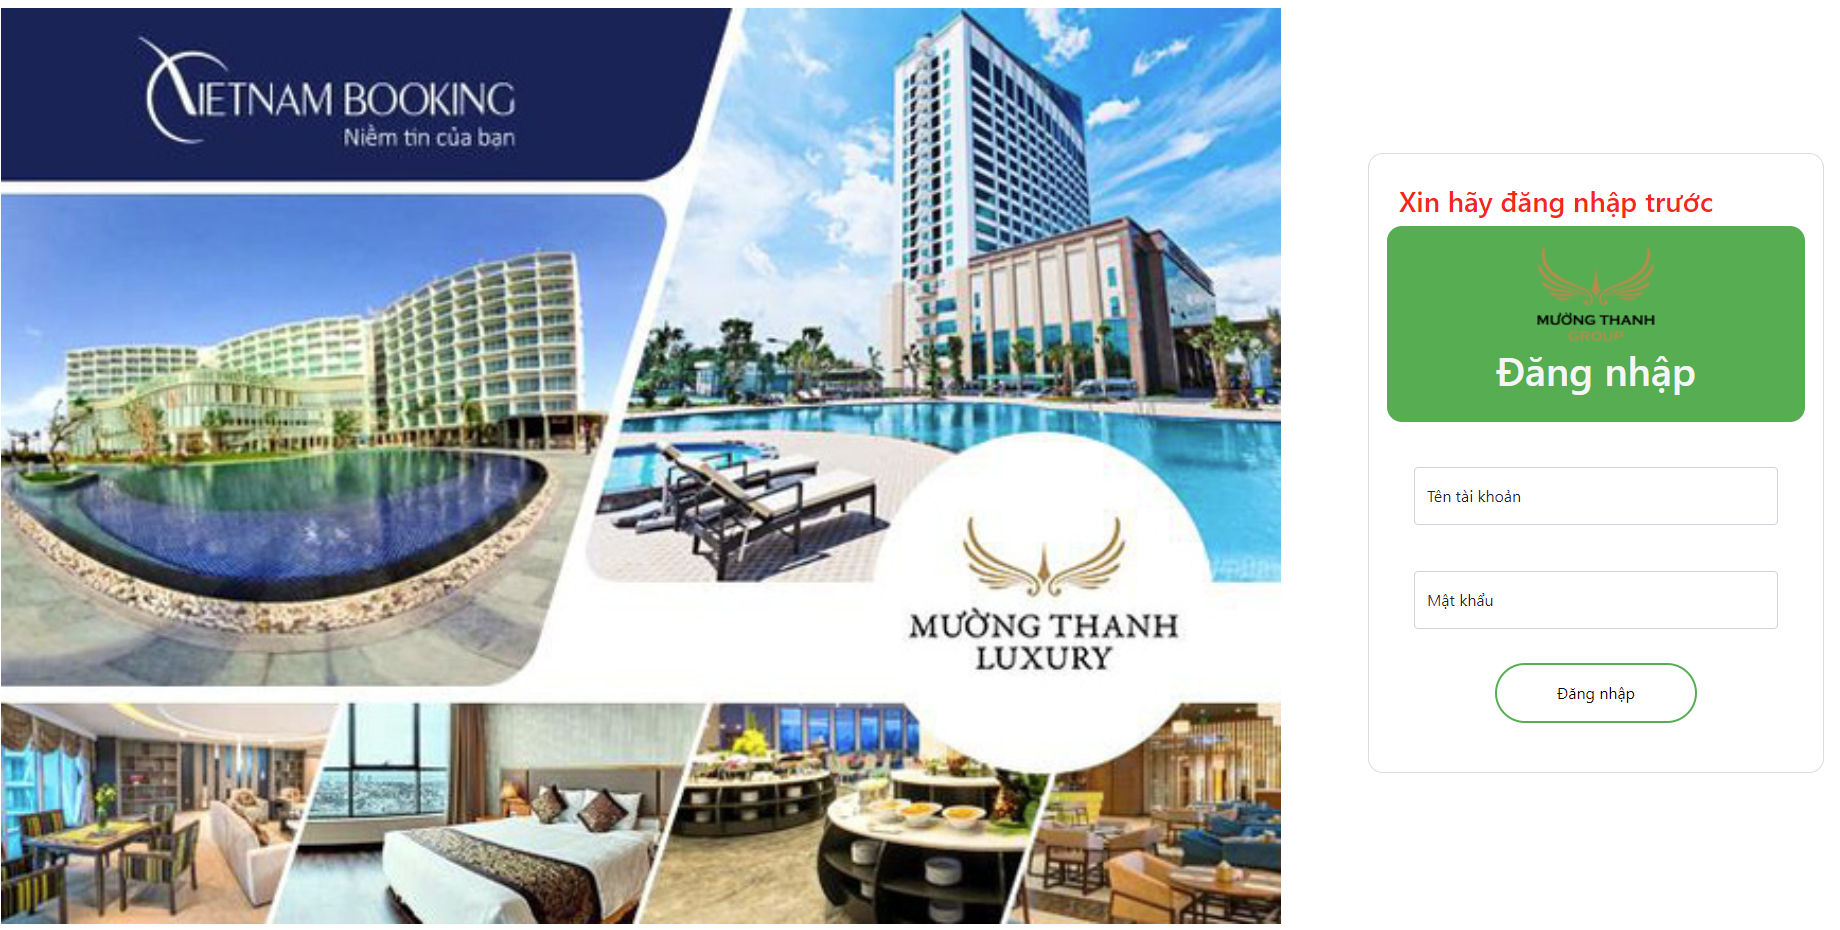 VIETNAM BOOKING
Niềm tin của bạn
MƯỜNG THANH
LUXURY
Xin hãy đăng nhập trước
MƯỜNG THANH
GROUP
Đăng nhập
Tên tài khoản
Mật khẩu
Đăng nhập